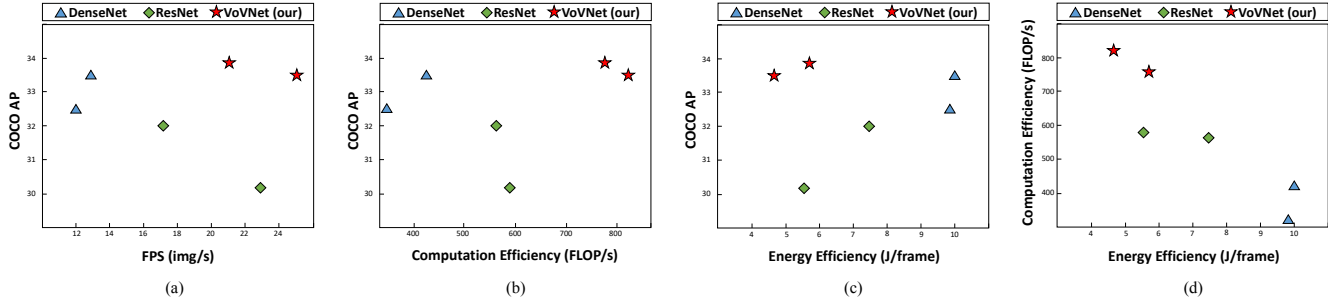 DenseNet ResNet VoVNet (our)
34
33
32
31
30
COCO AP
12 14 16 18 20 22 24
FPS (img/s)
(a)
DenseNet ResNet VoVNet (our)
34
33
32
31
30
COCO AP
400 500 600 700 800
Computation Efficiency (FLOP/s)
(b)
DenseNet ResNet VoVNet (our)
34
33
32
31
30
COCO AP
4 5 6 7 8 9 10
Energy Efficiency (J/frame)
(c)
DenseNet ResNet VoVNet (our)
800
700
600
500
400
Computation Efficiency (FLOP/s)
4 5 6 7 8 9 10
Energy Efficiency (J/frame)
(d)